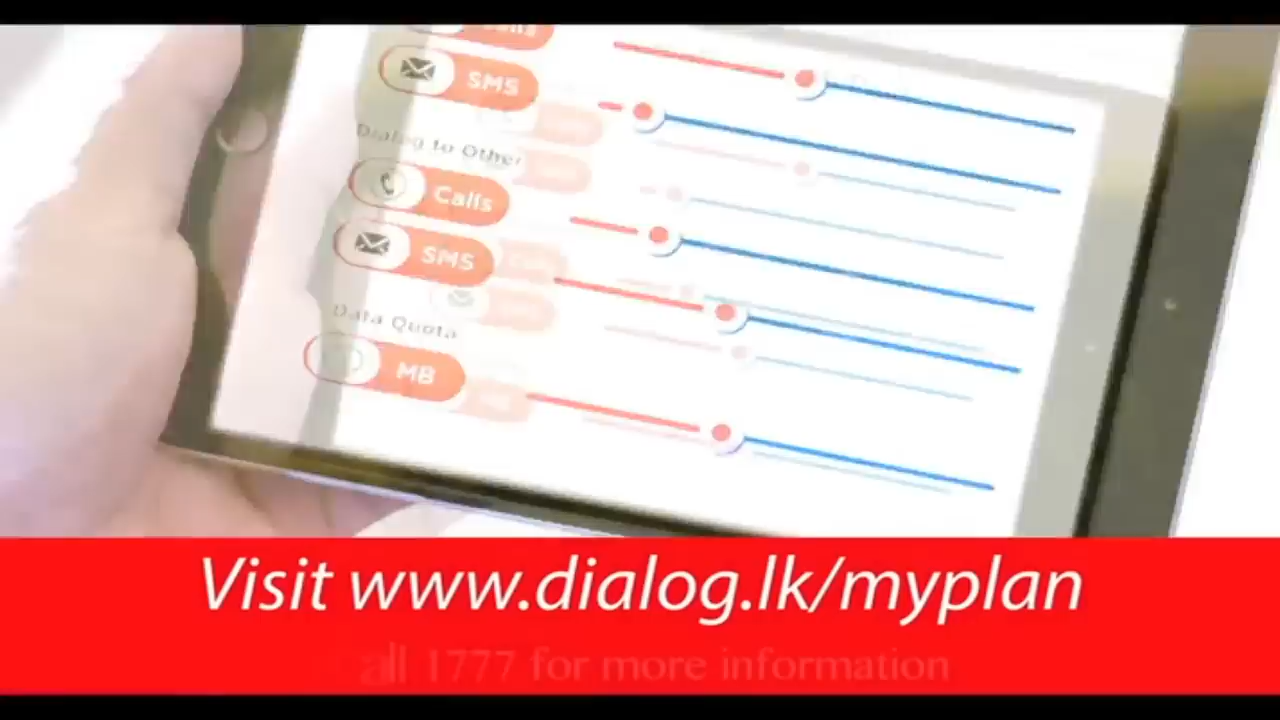 Calls
SMS
Dialog to Other
Calls
SMS
Data Quota
MB
Visit www.dialog.lk/myplan
call 1777 for more information